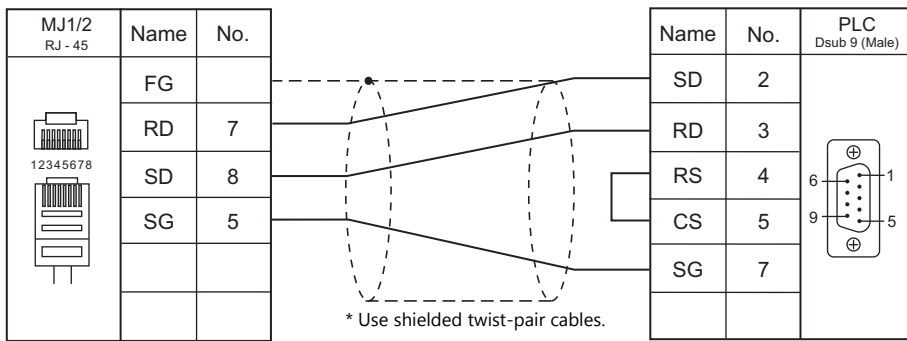 MJ1/2
RJ - 45
Name No.
FG
RD 7
SD 8
SG 5
12345678
* Use shielded twist-pair cables.
Name No.
PLC
Dsub 9 (Male)
SD 2
RD 3
RS 4
CS 5
SG 7
6 1
9 5